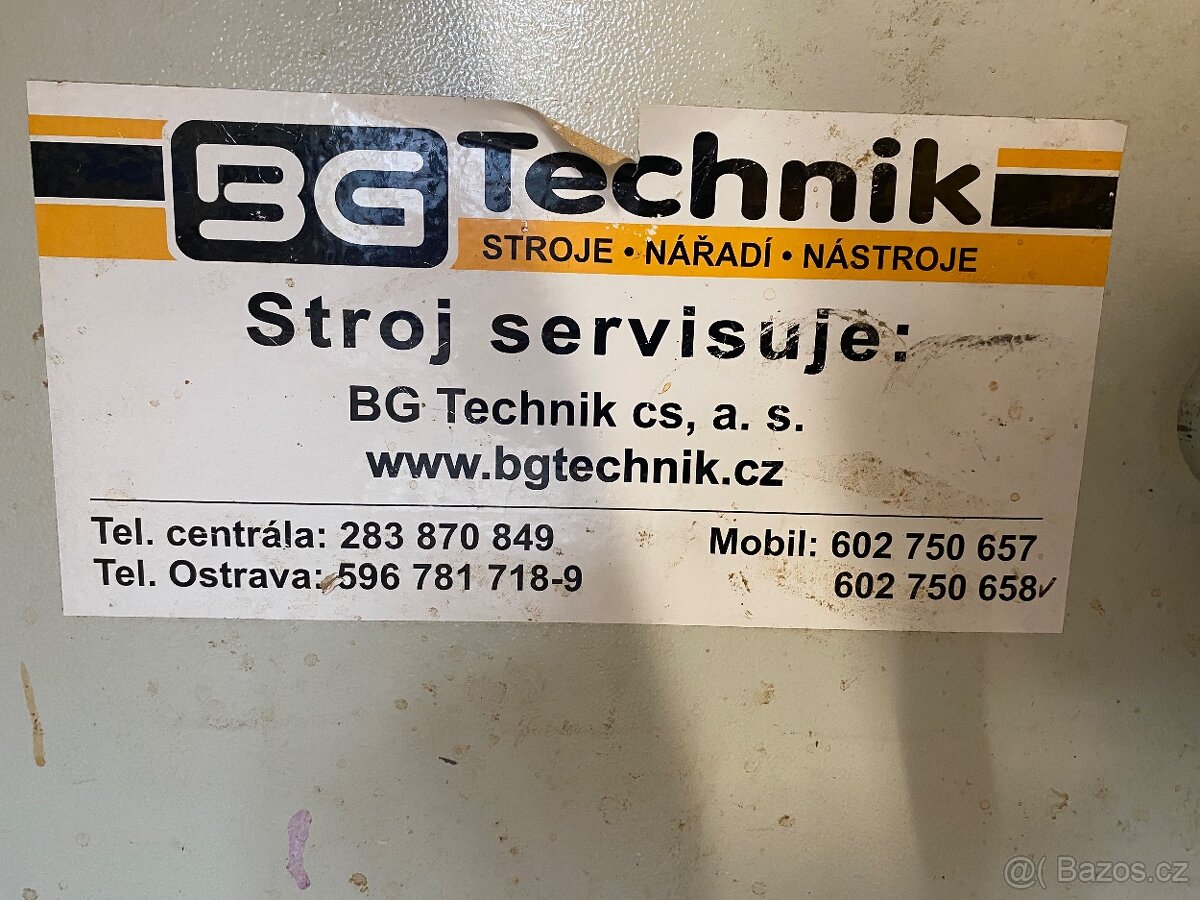 BG Technik
STROJE • NÁŘADÍ • NÁSTROJE
Stroj servisuje:
BG Technik cs, a. s.
www.bgtechnik.cz
Tel. centrála: 283 870 849
Tel. Ostrava: 596 781 718-9
Mobil: 602 750 657
602 750 658
@( Bazos.cz